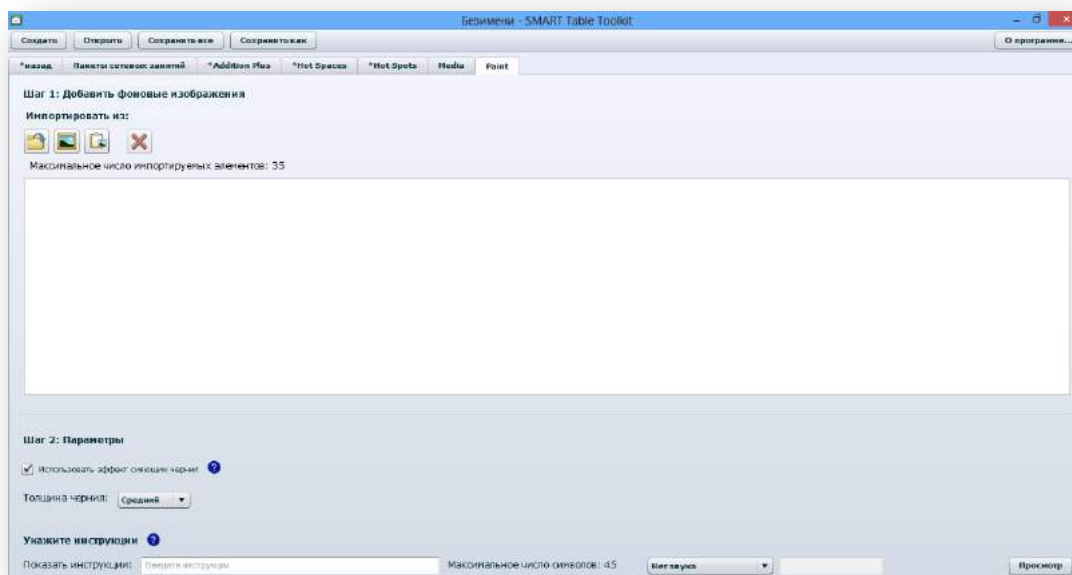 Безимени - SMART Table Toolkit
Создать Открыть Сохранить все Сохранить как О программе...
*назад Пакеты сетевых занятий *Addition Plus *Hot Spaces *Hot Spots Media Paint
Шаг 1: Добавить фоновые изображения
Импортировать из:
Максимальное число импортируемых элементов: 35
Шаг 2: Параметры
Использовать эффект сияющих чернил ?
Толщина чернил: Средний
Укажите инструкции ?
Показать инструкции: Введите инструкции Максимальное число символов: 45 Нет звука Просмотр